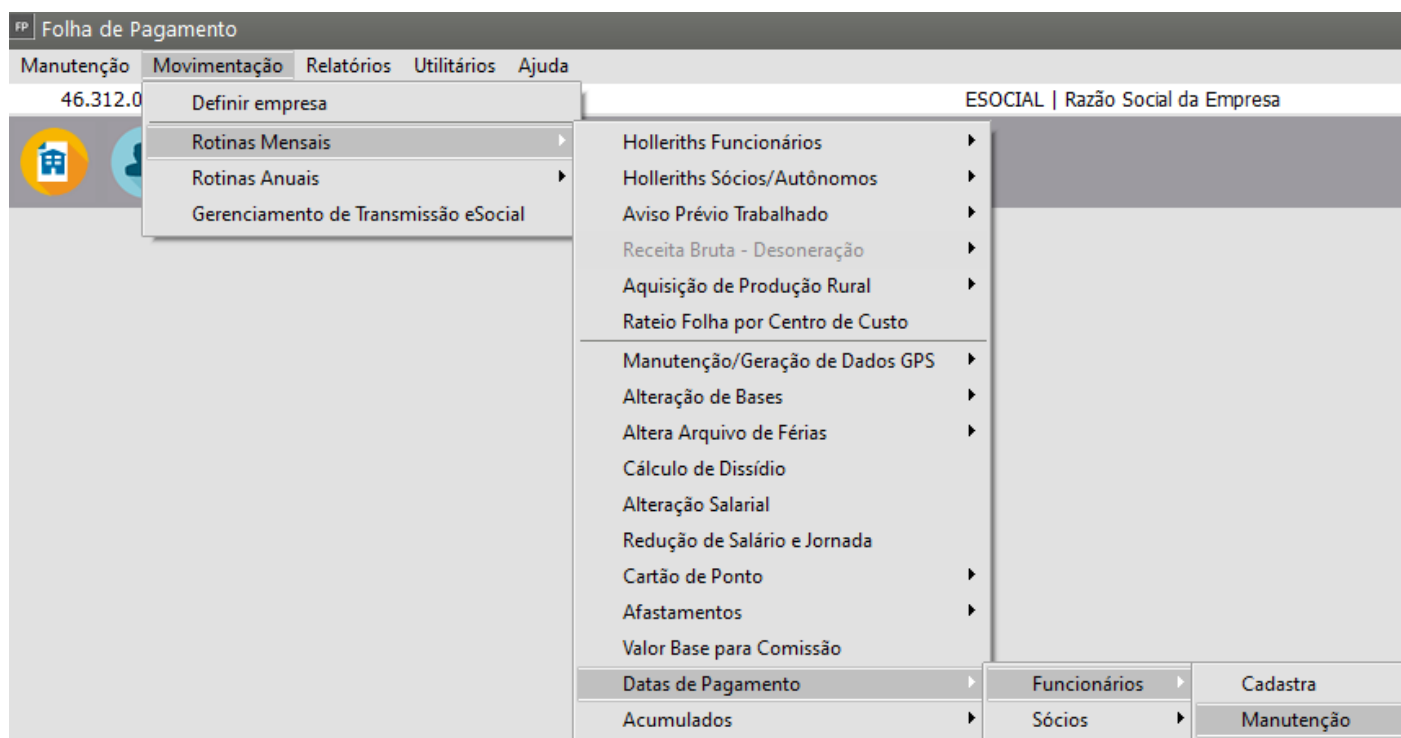 FP Folha de Pagamento
Manutenção Movimentação Relatórios Utilitários Ajuda
46.312.0 ESOCIAL | Razão Social da Empresa
Definir empresa
Rotinas Mensais
Rotinas Anuais
Gerenciamento de Transmissão eSocial
Holleriths Funcionários
Holleriths Sócios/Autônomos
Aviso Prévio Trabalhado
Receita Bruta - Desoneração
Aquisição de Produção Rural
Rateio Folha por Centro de Custo
Manutenção/Geração de Dados GPS
Alteração de Bases
Altera Arquivo de Férias
Cálculo de Dissídio
Alteração Salarial
Redução de Salário e Jornada
Cartão de Ponto
Afastamentos
Valor Base para Comissão
Datas de Pagamento
Acumulados
Funcionários
Sócios
Cadastra
Manutenção